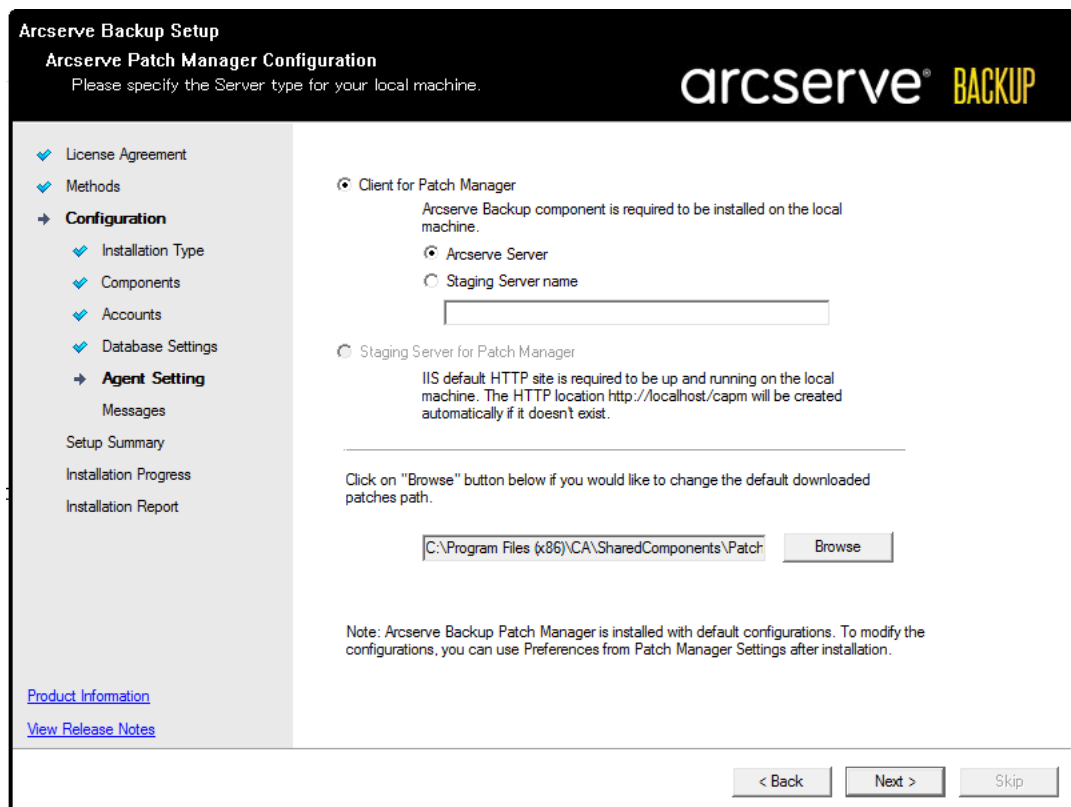 Arcserve Backup Setup
Arcserve Patch Manager Configuration
Please specify the Server type for your local machine.
arcserve® BACKUP
License Agreement
Methods
Configuration
Installation Type
Components
Accounts
Database Settings
Agent Setting
Messages
Setup Summary
Installation Progress
Installation Report
Product Information
View Release Notes
Client for Patch Manager
Arcserve Backup component is required to be installed on the local
machine.
Arcserve Server
Staging Server name
Staging Server for Patch Manager
IIS default HTTP site is required to be up and running on the local
machine. The HTTP location http://localhost/capm will be created
automatically if it doesn't exist.
Click on "Browse" button below if you would like to change the default downloaded
patches path.
C:\Program Files (x86)\CA\SharedComponents\Patch
Browse
Note: Arcserve Backup Patch Manager is installed with default configurations. To modify the
configurations, you can use Preferences from Patch Manager Settings after installation.
< Back
Next >
Skip